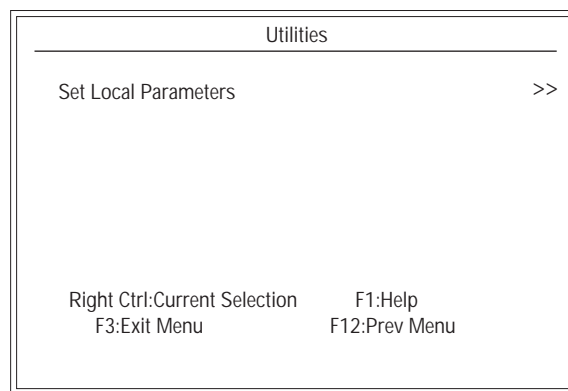 Utilities
Set Local Parameters >>
Right Ctrl:Current Selection F1:Help
F3:Exit Menu F12:Prev Menu